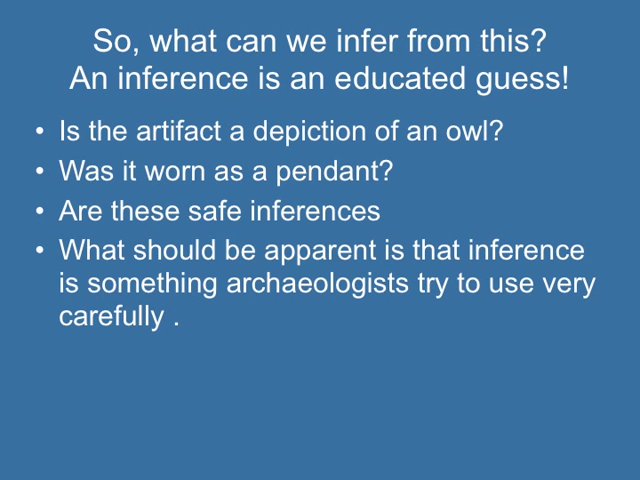 So, what can we infer from this?
An inference is an educated guess!
• Is the artifact a depiction of an owl?
• Was it worn as a pendant?
• Are these safe inferences
• What should be apparent is that inference
is something archaeologists try to use very
carefully .